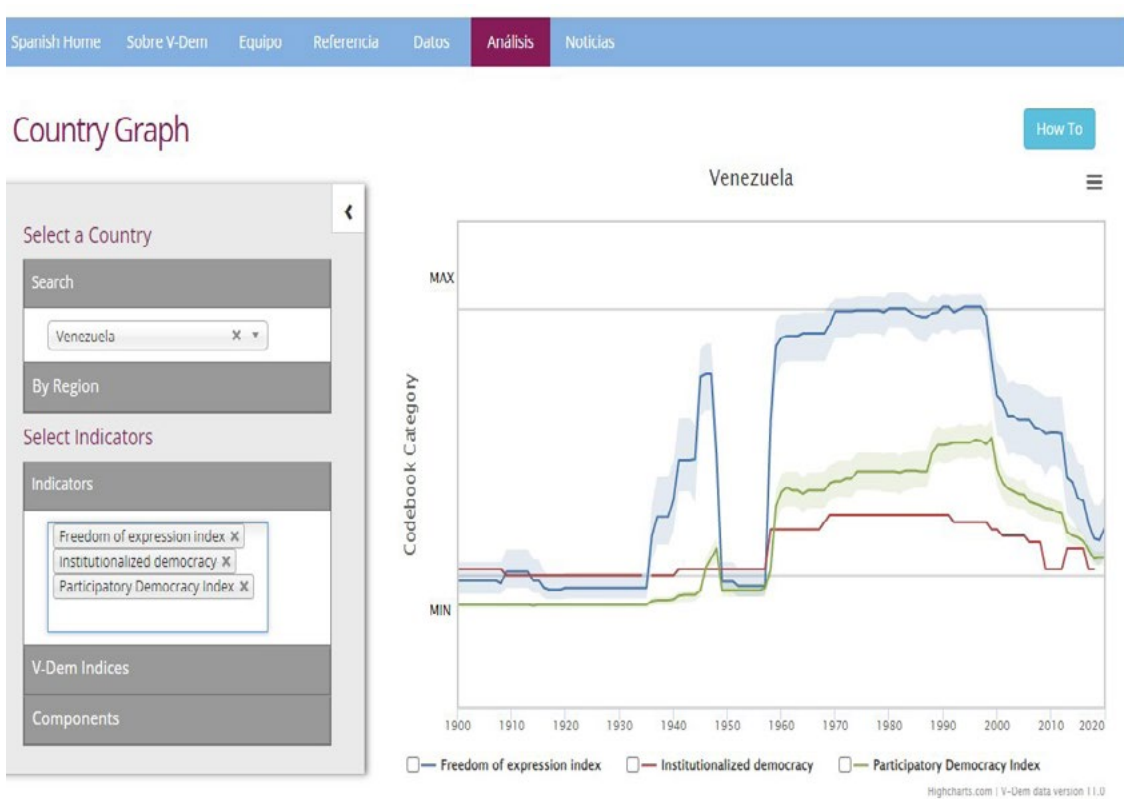 Spanish Home Sobre V-Dem Equipo Referencia Datos Análisis Noticias
Country Graph
How To
Select a Country
Search
Venezuela
By Region
Select Indicators
Indicators
Freedom of expression index
Institutionalized democracy
Participatory Democracy Index
V-Dem Indices
Components
Venezuela
MAX
Codebook Category
MIN
1900 1910 1920 1930 1940 1950 1960 1970 1980 1990 2000 2010 2020
Freedom of expression index Institutionalized democracy Participatory Democracy Index
Highcharts.com | V-Dem data version 11.0